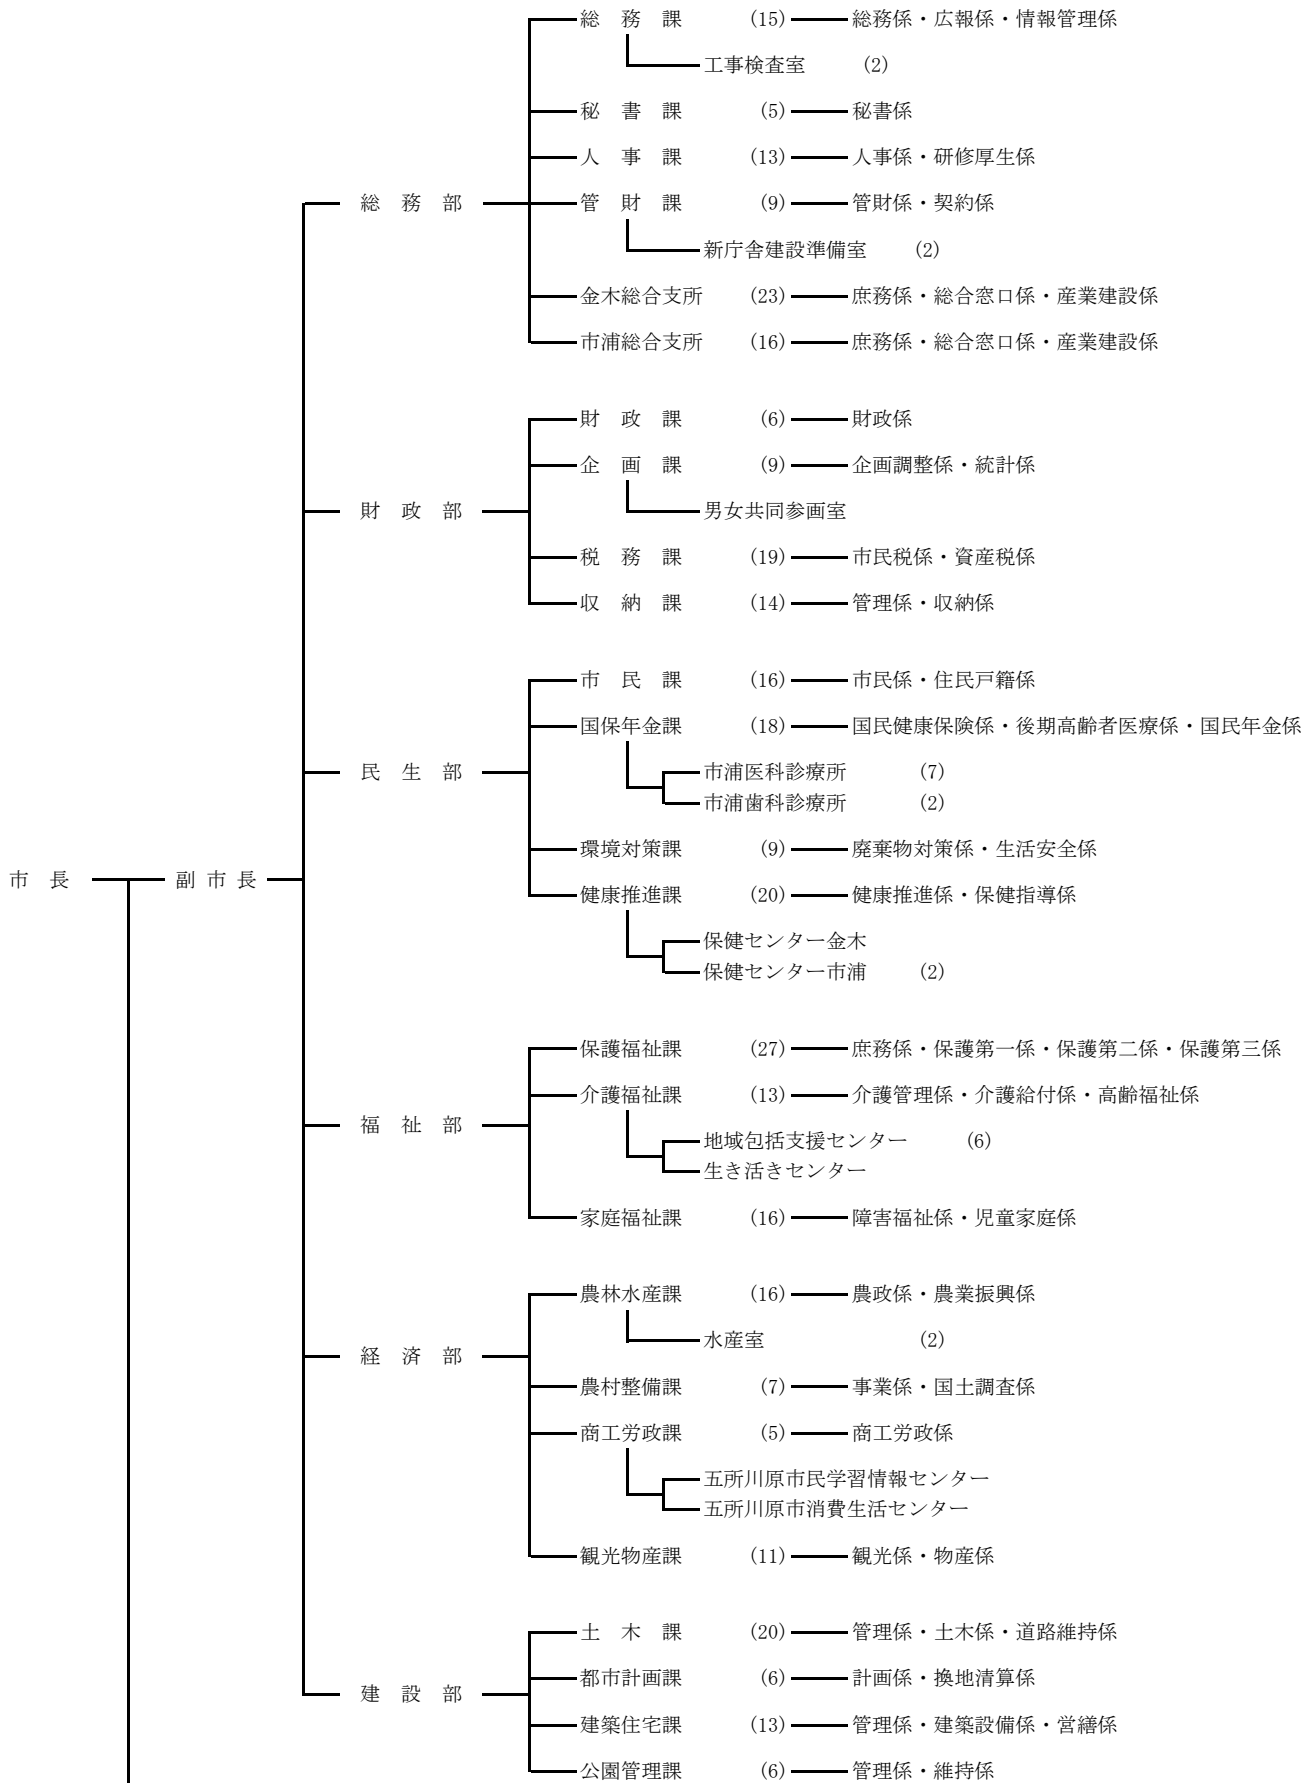 総務課 (15) 総務係・広報係・情報管理係
工事検査室 (2)
秘書課 (5) 秘書係
人事課 (13) 人事係・研修厚生係
総務部 管財課 (9) 管財係・契約係
新庁舎建設準備室 (2)
金木総合支所 (23) 庶務係・総合窓口係・産業建設係
市浦総合支所 (16) 庶務係・総合窓口係・産業建設係
財政課 (6) 財政係
企画課 (9) 企画調整係・統計係
財政部 男女共同参画室
税務課 (19) 市民税係・資産税係
収納課 (14) 管理係・収納係
市民課 (16) 市民係・住民戸籍係
国保年金課 (18) 国民健康保険係・後期高齢者医療係・国民年金係
民生部 市浦医科診療所 (7)
市浦歯科診療所 (2)
環境対策課 (9) 廃棄物対策係・生活安全係
市長 副市長
健康推進課 (20) 健康推進係・保健指導係
保健センター金木
保健センター市浦 (2)
保護福祉課 (27) 庶務係・保護第一係・保護第二係・保護第三係
介護福祉課 (13) 介護管理係・介護給付係・高齢福祉係
福祉部
地域包括支援センター (6)
生き活きセンター
家庭福祉課 (16) 障害福祉係・児童家庭係
農林水産課 (16) 農政係・農業振興係
水産室 (2)
経済部
農村整備課 (7) 事業係・国土調査係
商工労政課 (5) 商工労政係
五所川原市民学習情報センター
五所川原市消費生活センター
観光物産課 (11) 観光係・物産係
土木課 (20) 管理係・土木係・道路維持係
都市計画課 (6) 計画係・換地清算係
建設部
建築住宅課 (13) 管理係・建築設備係・営繕係
公園管理課 (6) 管理係・維持係